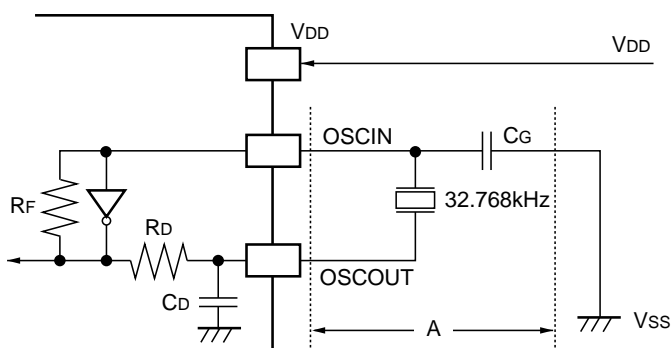 VDD
VDD
OSCIN
CG
RF
32.768kHz
RD
OSCOUT
CD
A
VSS